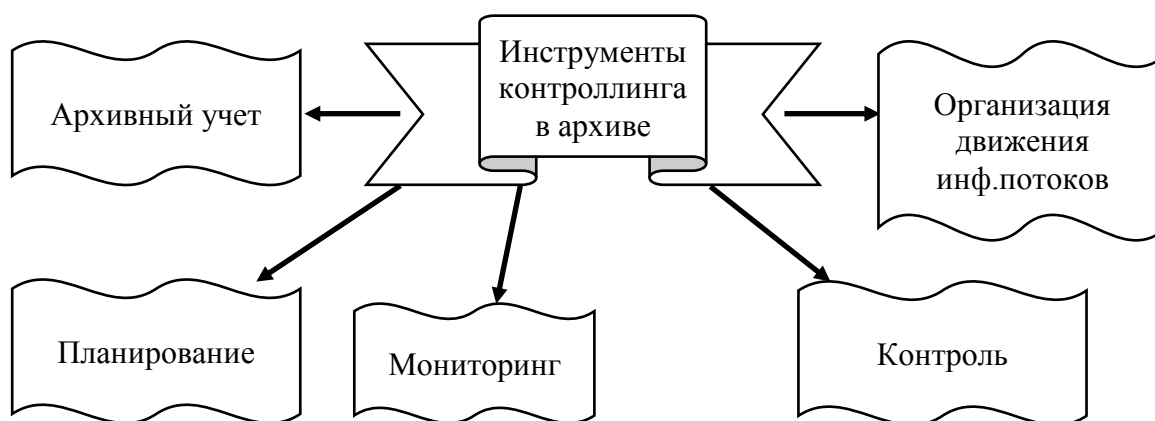 Инструменты
контроллинга
в архиве
Архивный учет
Организация
движения
инф.потоков
Планирование
Мониторинг
Контроль